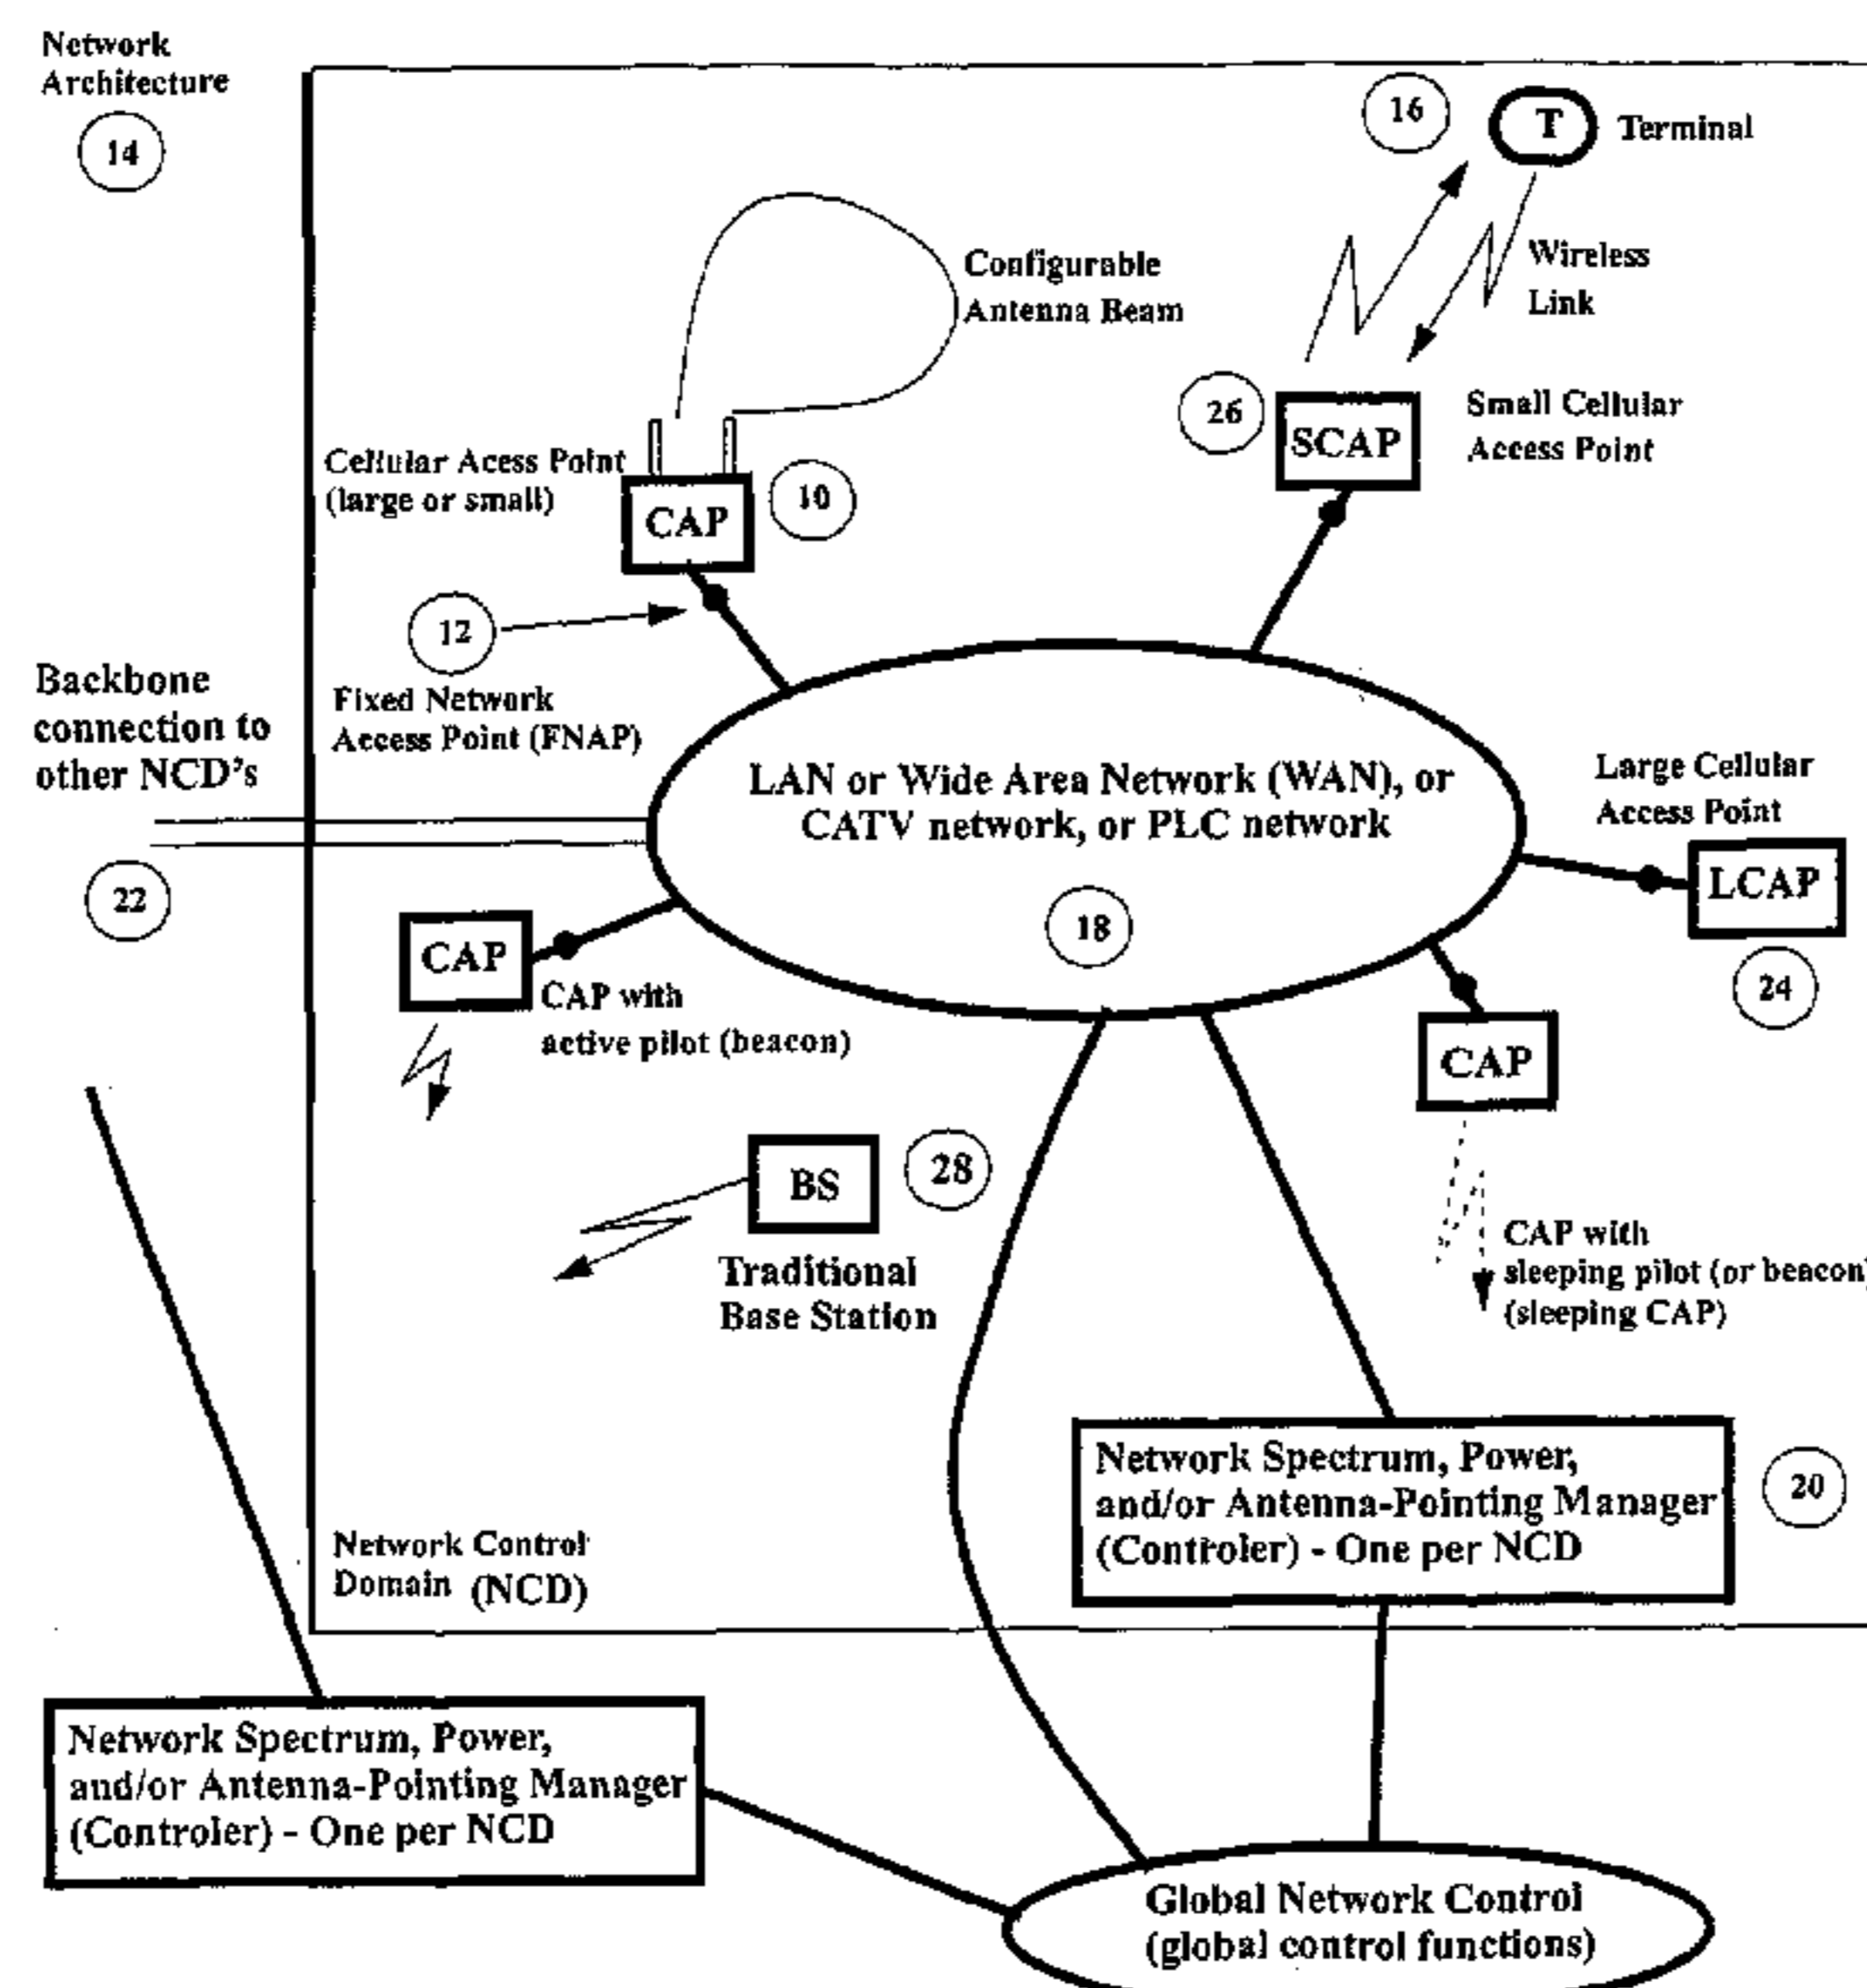 Network
Architecture
14
16
T
Terminal
Wireless
Link
Configurable
Antenna Beam
26
SCAP
Small Cellular
Access Point
Cellular Acess Point
(large or small)
CAP
10
12
Fixed Network
Access Point (FNAP)
Backbone
connection to
other NCD's
22
LAN or Wide Area Network (WAN), or
CATV network, or PLC network
18
Large Cellular
Access Point
LCAP
24
CAP
CAP with
active pilot (beacon)
CAP
CAP with
sleeping pilot (or beacon)
(sleeping CAP)
BS
28
Traditional
Base Station
Network Spectrum, Power,
and/or Antenna-Pointing Manager
(Controler) - One per NCD
20
Network Control
Domain (NCD)
Network Spectrum, Power,
and/or Antenna-Pointing Manager
(Controler) - One per NCD
Global Network Control
(global control functions)